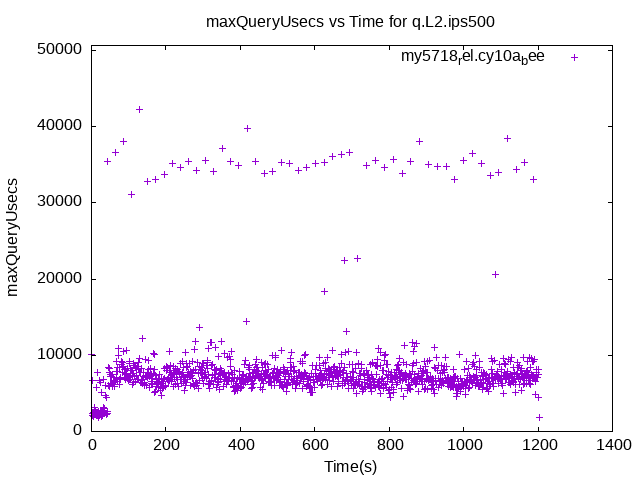 maxQueryUsecs vs Time for q.L2.ips500
my5718rel.cy10abee
50000
40000
30000
20000
10000
0
maxQueryUsecs
0 200 400 600 800 1000 1200 1400
Time(s)